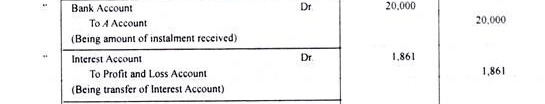 " Bank Account Dr. 20,000
To A Account 20,000
(Being amount of instalment received)
" Interest Account Dr. 1,861
To Profit and Loss Account 1,861
(Being transfer of Interest Account)